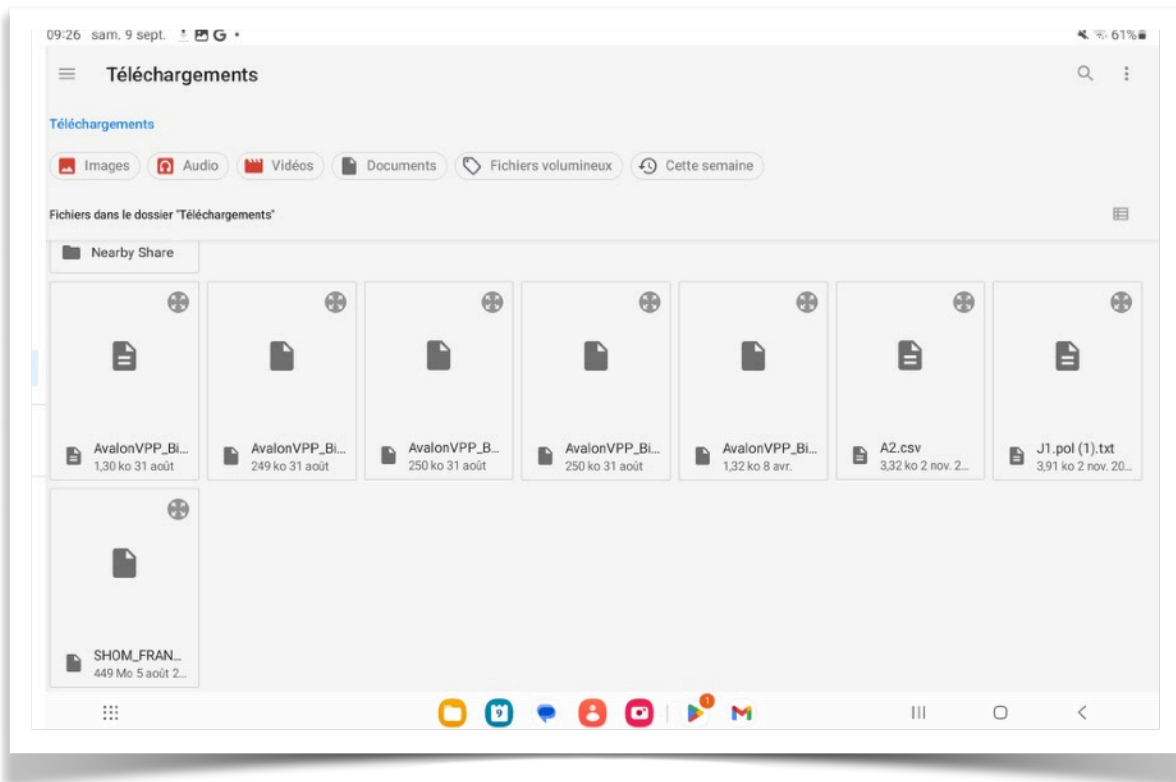 09:26 sam. 9 sept. G •
61%
Téléchargements
Téléchargements
Images Audio Vidéos Documents Fichiers volumineux Cette semaine
Fichiers dans le dossier "Téléchargements"
Nearby Share
AvalonVPP_Bi... AvalonVPP_Bi... AvalonVPP_B... AvalonVPP_Bi... AvalonVPP_Bi... A2.csv J1.pol (1).txt
1,30 ko 31 août 249 ko 31 août 250 ko 31 août 250 ko 31 août 1,32 ko 8 avr. 3,32 ko 2 nov. 2... 3,91 ko 2 nov. 20...
SHOM_FRAN...
449 Mo 5 août 2...
9 1